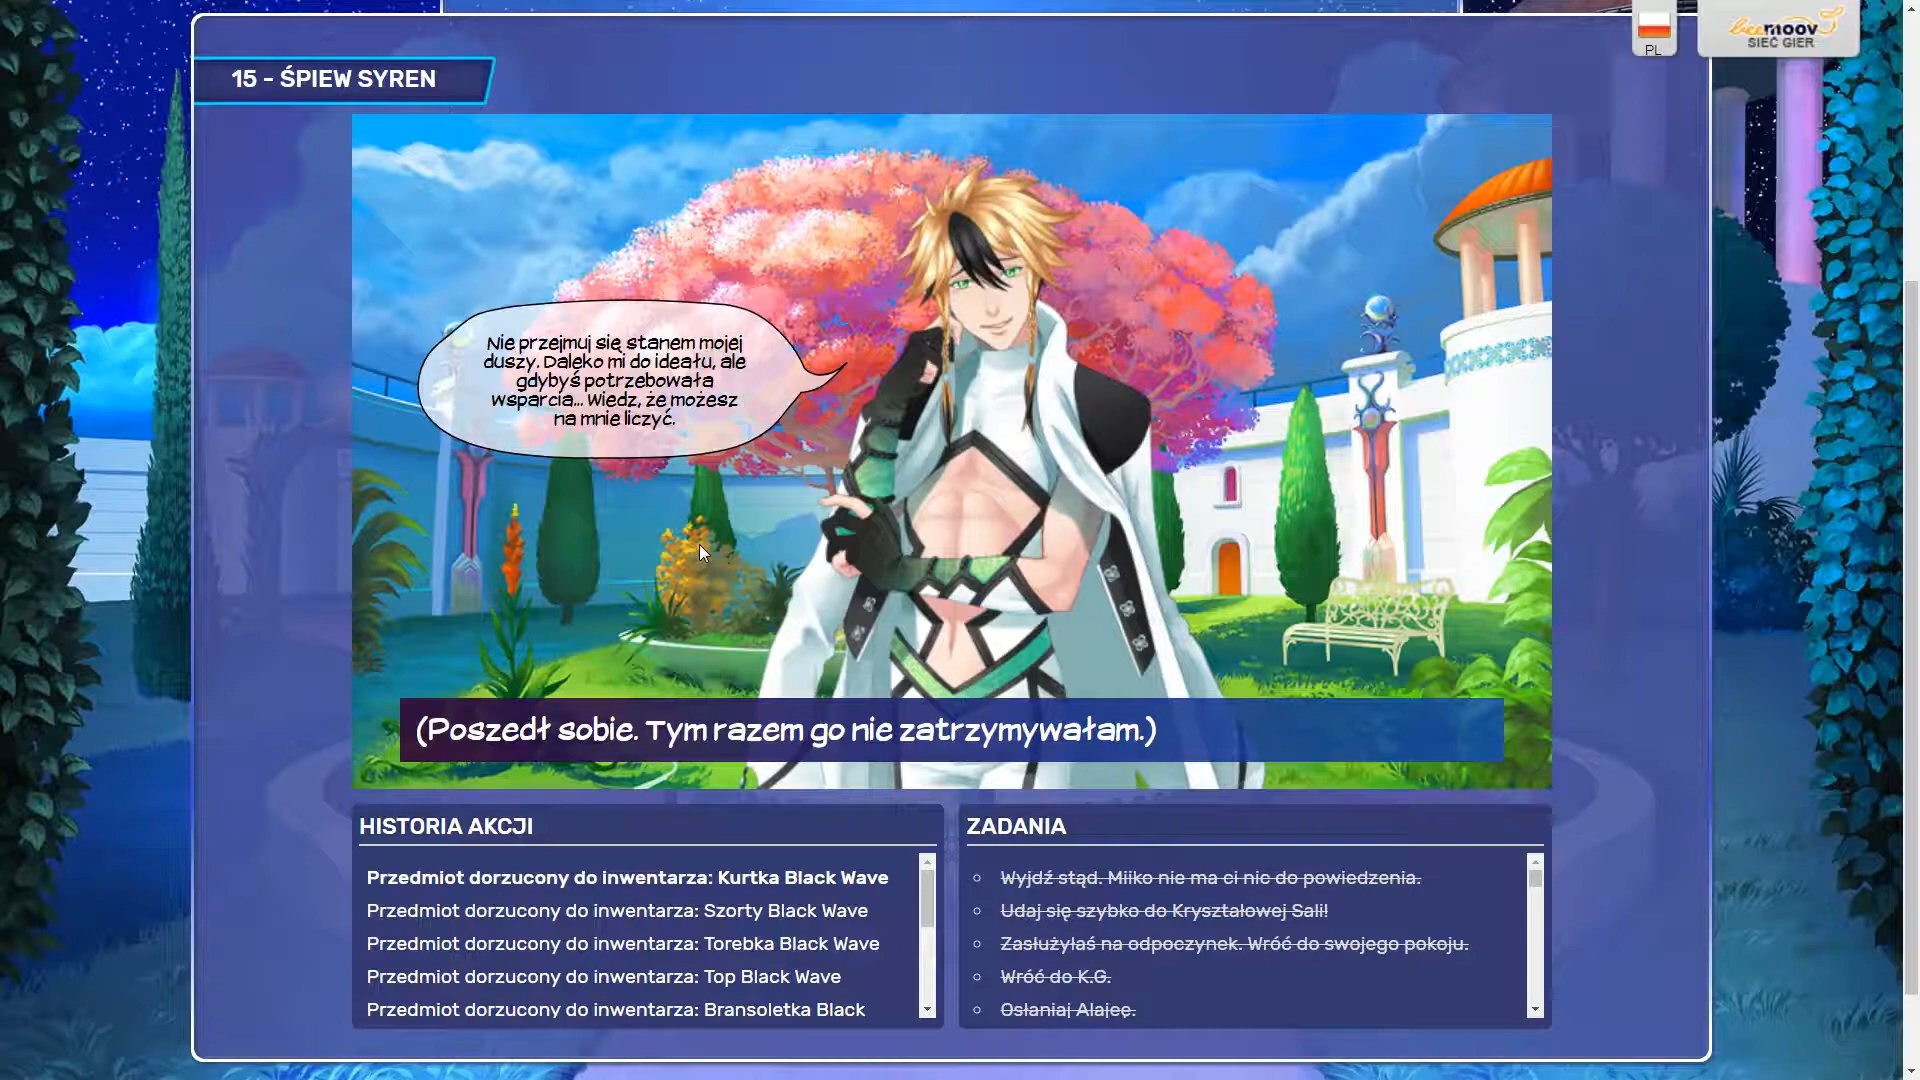 PL
beemoov
SIEĆ GIER
15 - ŚPIEW SYREN
Nie przejmuj się stanem mojej
duszy. Daleko mi do ideału, ale
gdybyś potrzebowała
wsparcia... Wiedz, że możesz
na mnie liczyć.
(Poszedł sobie. Tym razem go nie zatrzymywałam.)
HISTORIA AKCJI
Przedmiot dorzucony do inwentarza: Kurtka Black Wave
Przedmiot dorzucony do inwentarza: Szorty Black Wave
Przedmiot dorzucony do inwentarza: Torebka Black Wave
Przedmiot dorzucony do inwentarza: Top Black Wave
Przedmiot dorzucony do inwentarza: Bransoletka Black
ZADANIA
Wyjdź stąd. Miiko nie ma ci nic do powiedzenia.
Udaj się szybko do Kryształowej Sali!
Zasłużyłaś na odpoczynek. Wróć do swojego pokoju.
Wróć do K.G.
Osłaniaj Alajeę.